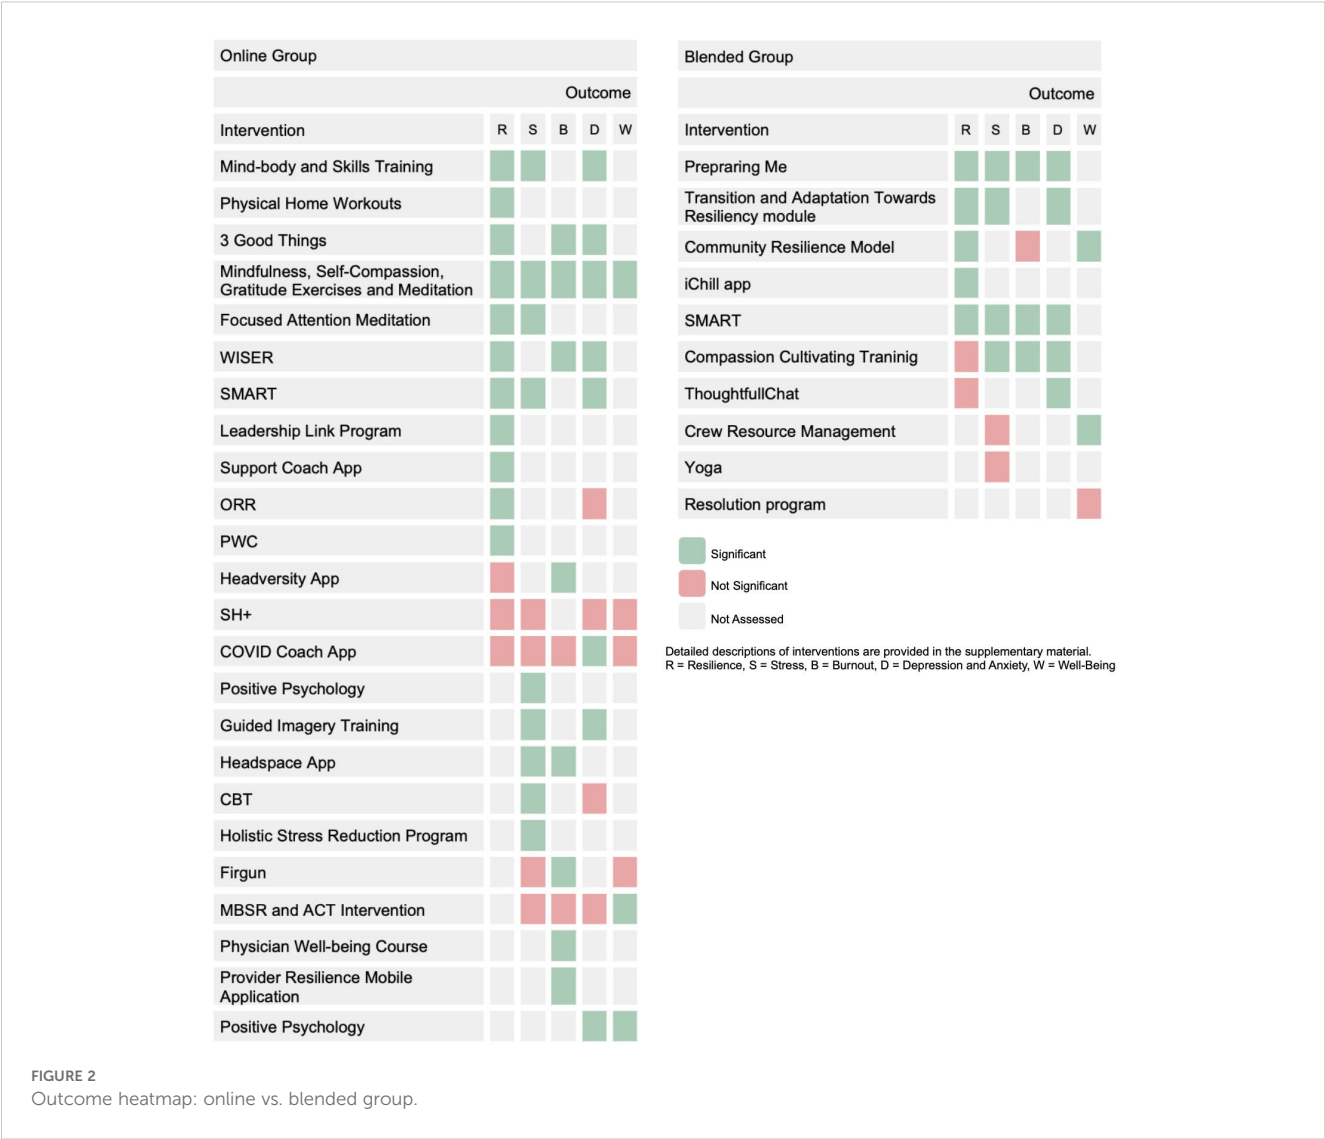 Online Group
Outcome
Intervention R S B D W
Mind-body and Skills Training
Physical Home Workouts
3 Good Things
Mindfulness, Self-Compassion,
Gratitude Exercises and Meditation
Focused Attention Meditation
WISER
SMART
Leadership Link Program
Support Coach App
ORR
PWC
Headversity App
SH+
COVID Coach App
Positive Psychology
Guided Imagery Training
Headspace App
CBT
Holistic Stress Reduction Program
Firgun
MBSR and ACT Intervention
Physician Well-being Course
Provider Resilience Mobile
Application
Positive Psychology
Blended Group
Outcome
Intervention R S B D W
Prepraring Me
Transition and Adaptation Towards
Resiliency module
Community Resilience Model
iChill app
SMART
Compassion Cultivating Traninig
ThoughtfullChat
Crew Resource Management
Yoga
Resolution program
Significant
Not Significant
Not Assessed
Detailed descriptions of interventions are provided in the supplementary material.
R = Resilience, S = Stress, B = Burnout, D = Depression and Anxiety, W = Well-Being
FIGURE 2
Outcome heatmap: online vs. blended group.